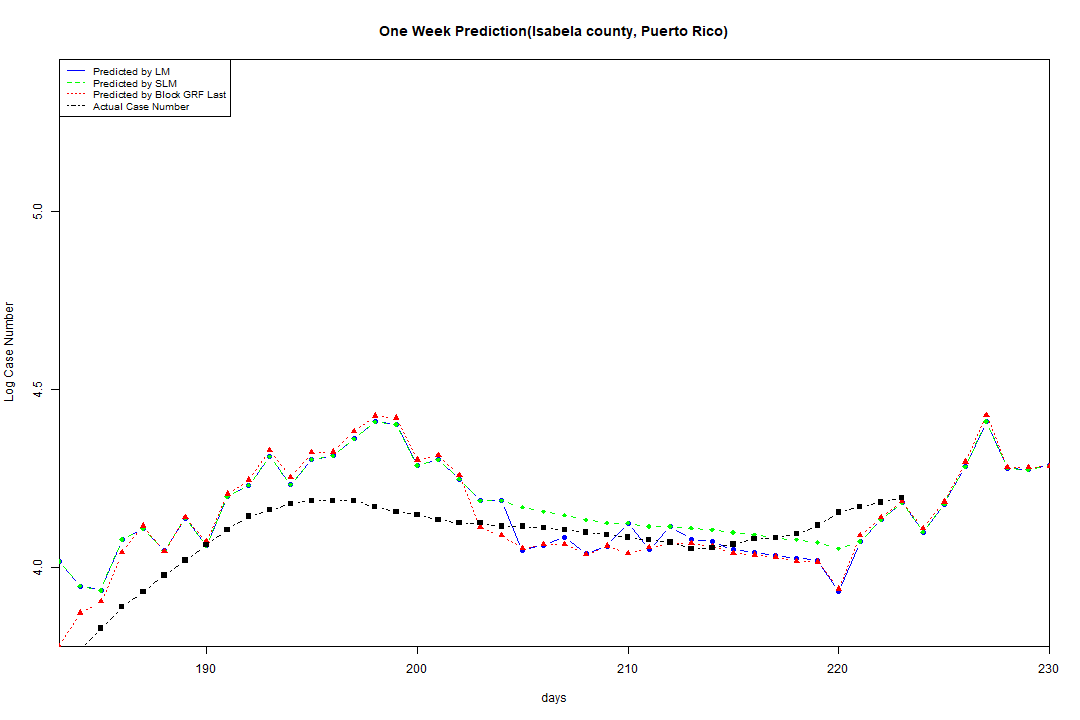 One Week Prediction(Isabela county, Puerto Rico)
Predicted by LM
Predicted by SLM
Predicted by Block GRF Last
Actual Case Number
5.0
4.5
4.0
Log Case Number
190
200
210
220
230
days